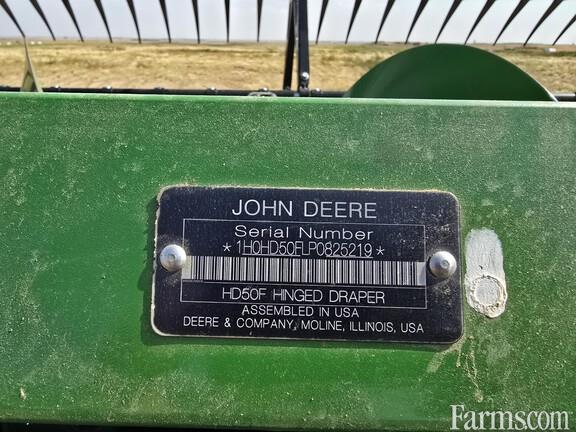 JOHN DEERE
Serial Number
*1H0HD50FLP0825219*
HD50F HINGED DRAPER
ASSEMBLED IN USA
DEERE & COMPANY, MOLINE, ILLINOIS, USA
Farms.com